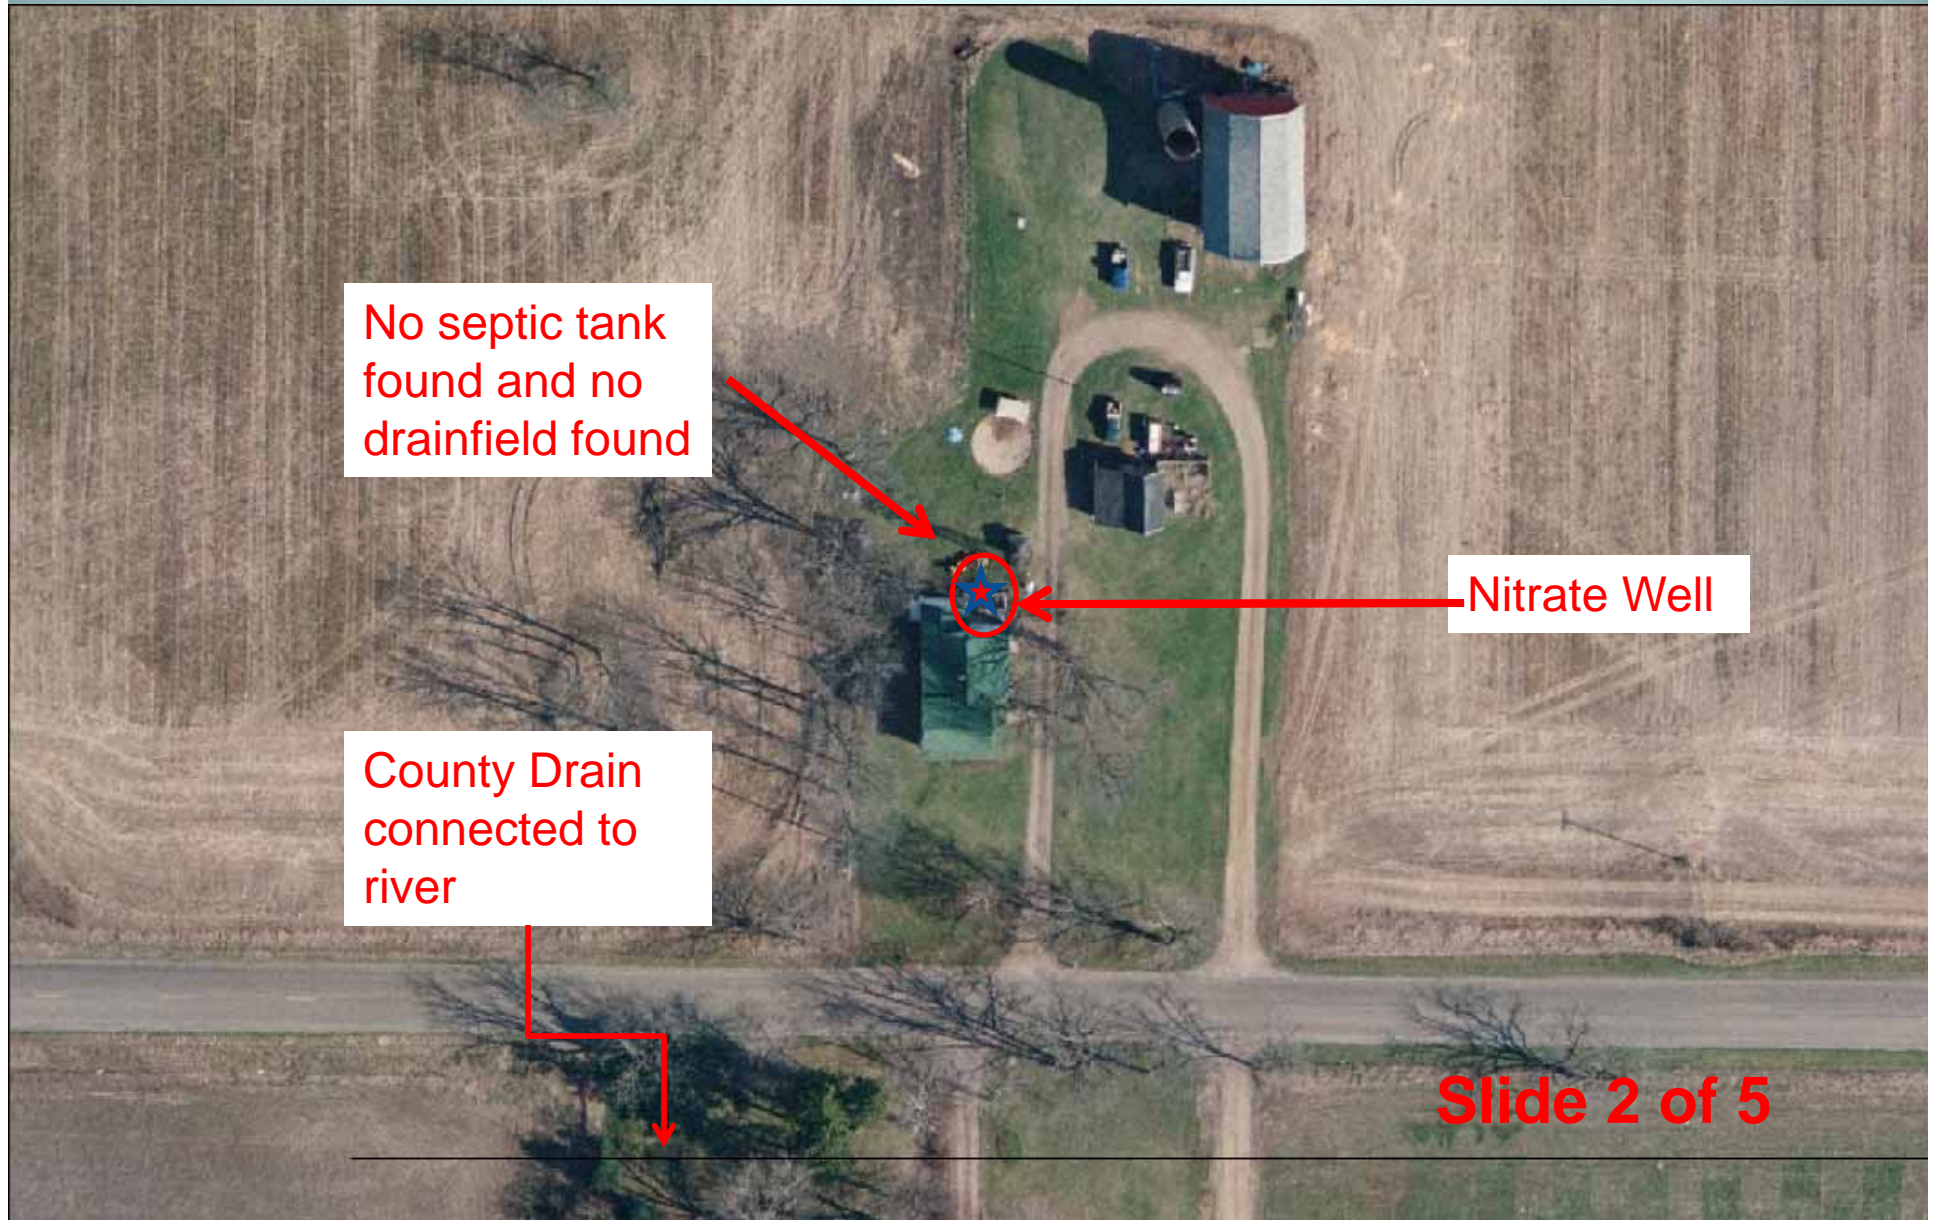 No septic tank
found and no
drainfield found
Nitrate Well
County Drain
connected to
river
Slide 2 of 5